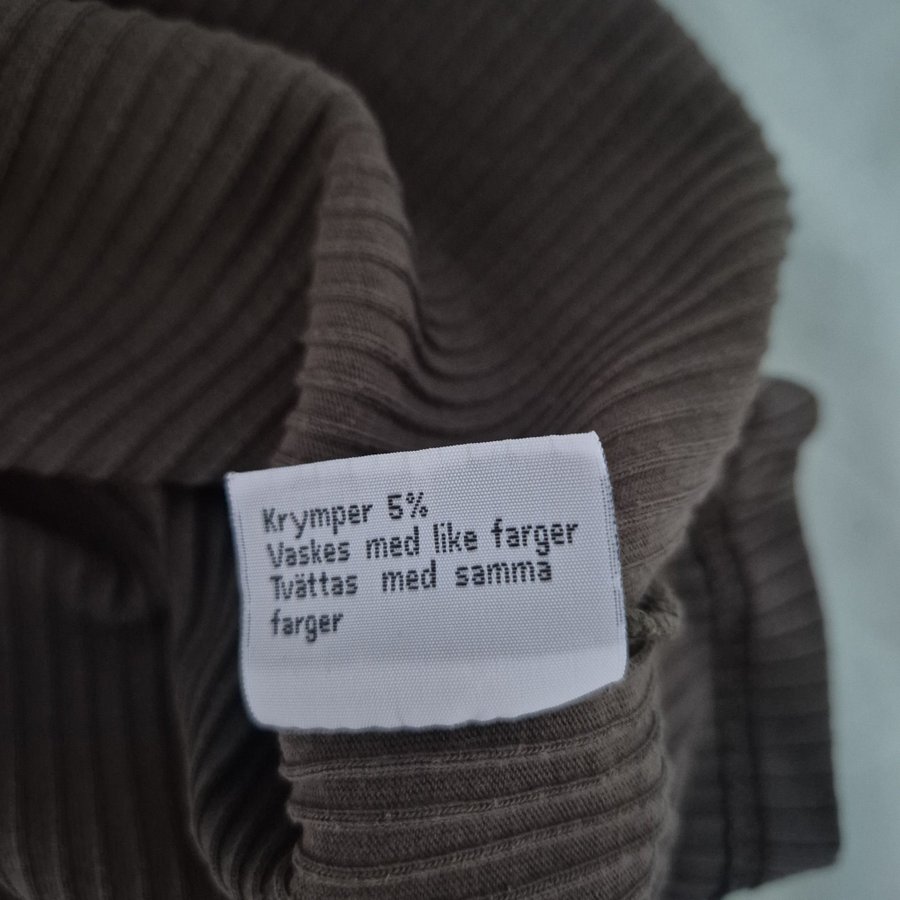 Krymper 5%
Vaskes med like farger
Tvättas med samma
farger